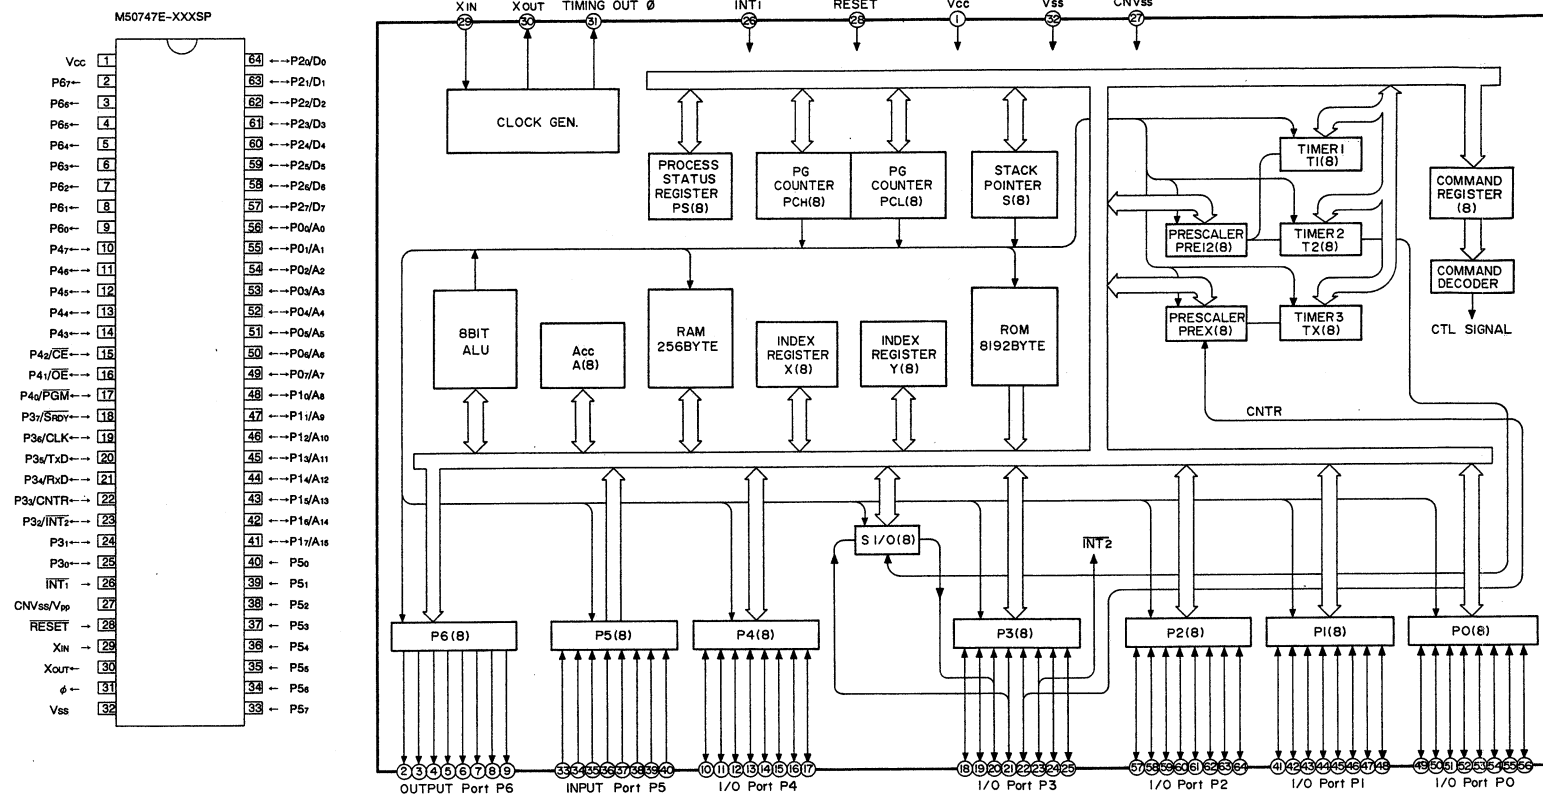 M50747E-XXXSP
Vcc 1
P67← 2
P66← 3
P65← 4
P64← 5
P63← 6
P62← 7
P61← 8
P60← 9
P47←→ 10
P46←→ 11
P45←→ 12
P44←→ 13
P43←→ 14
P42/CE←→ 15
P41/OE←→ 16
P40/PGM←→ 17
P37/SRDY←→ 18
P36/CLK←→ 19
P35/TxD←→ 20
P34/RxD←→ 21
P33/CNTR←→ 22
P32/INT2←→ 23
P31←→ 24
P30←→ 25
INT1 → 26
CNVSS/VPP 27
RESET → 28
XIN → 29
XOUT← 30
ϕ← 31
Vss 32
64 ←→P20/D0
63 ←→P21/D1
62 ←→P22/D2
61 ←→P23/D3
60 ←→P24/D4
59 ←→P25/D5
58 ←→P26/D6
57 ←→P27/D7
56 ←→P00/A0
55 ←→P01/A1
54 ←→P02/A2
53 ←→P03/A3
52 ←→P04/A4
51 ←→P05/A5
50 ←→P06/A6
49 ←→P07/A7
48 ←→P10/A8
47 ←→P11/A9
46 ←→P12/A10
45 ←→P13/A11
44 ←→P14/A12
43 ←→P15/A13
42 ←→P16/A14
41 ←→P17/A15
40 ← P50
39 ← P51
38 ← P52
37 ← P53
36 ← P54
35 ← P55
34 ← P56
33 ← P57
XIN XOUT TIMING OUT Ø INT1 RESET Vcc Vss CNVss
29 30 31 26 28 1 32 27
CLOCK GEN.
PROCESS
STATUS
REGISTER
PS(8)
PG
COUNTER
PCH(8)
PG
COUNTER
PCL(8)
STACK
POINTER
S(8)
TIMER1
T1(8)
PRESCALER
PRE12(8)
TIMER2
T2(8)
PRESCALER
PREX(8)
TIMER3
TX(8)
COMMAND
REGISTER
(8)
COMMAND
DECODER
CTL SIGNAL
8BIT
ALU
Acc
A(8)
RAM
256BYTE
INDEX
REGISTER
X(8)
INDEX
REGISTER
Y(8)
ROM
8192BYTE
CNTR
S I/O(8)
INT2
P6(8) P5(8) P4(8) P3(8) P2(8) P1(8) P0(8)
2 3 4 5 6 7 8 9
33 34 35 36 37 38 39 40
10 11 12 13 14 15 16 17
18 19 20 21 22 23 24 25
57 58 59 60 61 62 63 64
41 42 43 44 45 46 47 48
49 50 51 52 53 54 55 56
OUTPUT Port P6 INPUT Port P5 I/O Port P4 I/O Port P3 I/O Port P2 I/O Port P1 I/O Port P0